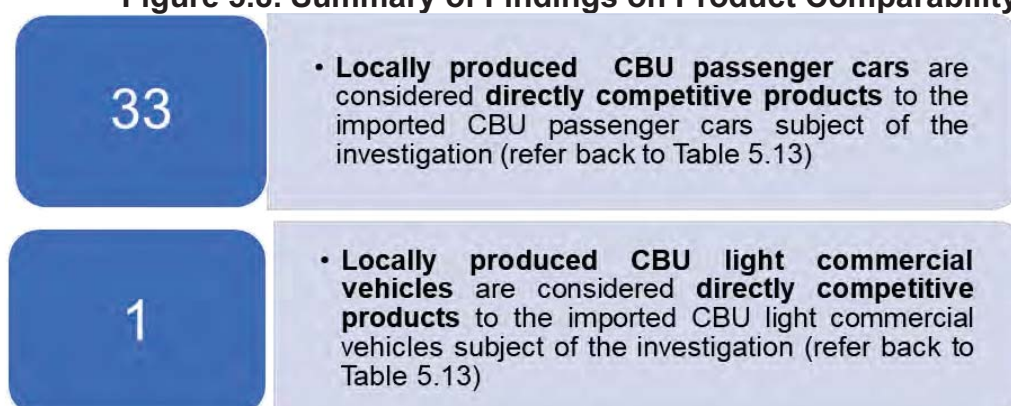 Figure 5.8. Summary of Findings on Product Comparability
33
• Locally produced CBU passenger cars are
considered directly competitive products to the
imported CBU passenger cars subject of the
investigation (refer back to Table 5.13)
1
• Locally produced CBU light commercial
vehicles are considered directly competitive
products to the imported CBU light commercial
vehicles subject of the investigation (refer back to
Table 5.13)